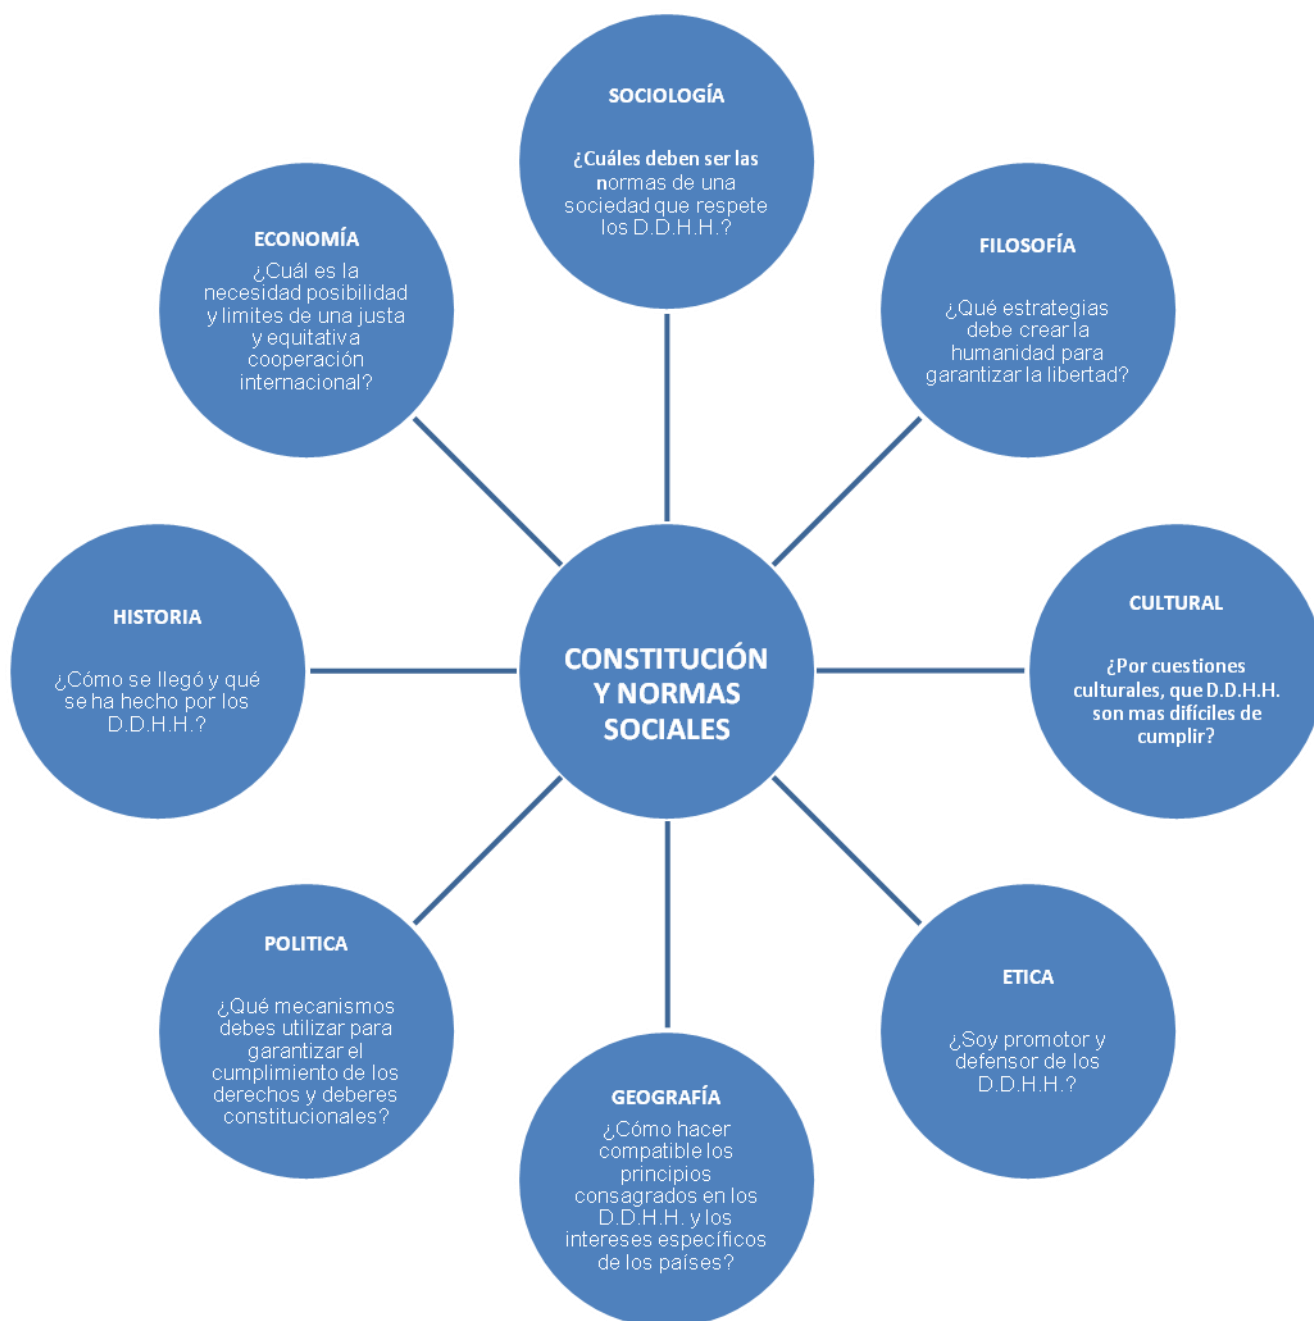 SOCIOLOGÍA
¿Cuáles deben ser las
normas de una
sociedad que respete
los D.D.H.H.?
FILOSOFÍA
¿Qué estrategias
debe crear la
humanidad para
garantizar la libertad?
CULTURAL
¿Por cuestiones
culturales, que D.D.H.H.
son mas difíciles de
cumplir?
ETICA
¿Soy promotor y
defensor de los
D.D.H.H.?
GEOGRAFÍA
¿Cómo hacer
compatible los
principios
consagrados en los
D.D.H.H. y los
intereses específicos
de los países?
POLITICA
¿Qué mecanismos
debes utilizar para
garantizar el
cumplimiento de los
derechos y deberes
constitucionales?
HISTORIA
¿Cómo se llegó y qué
se ha hecho por los
D.D.H.H.?
ECONOMÍA
¿Cuál es la
necesidad posibilidad
y limites de una justa
y equitativa
cooperación
internacional?
CONSTITUCIÓN
Y NORMAS
SOCIALES